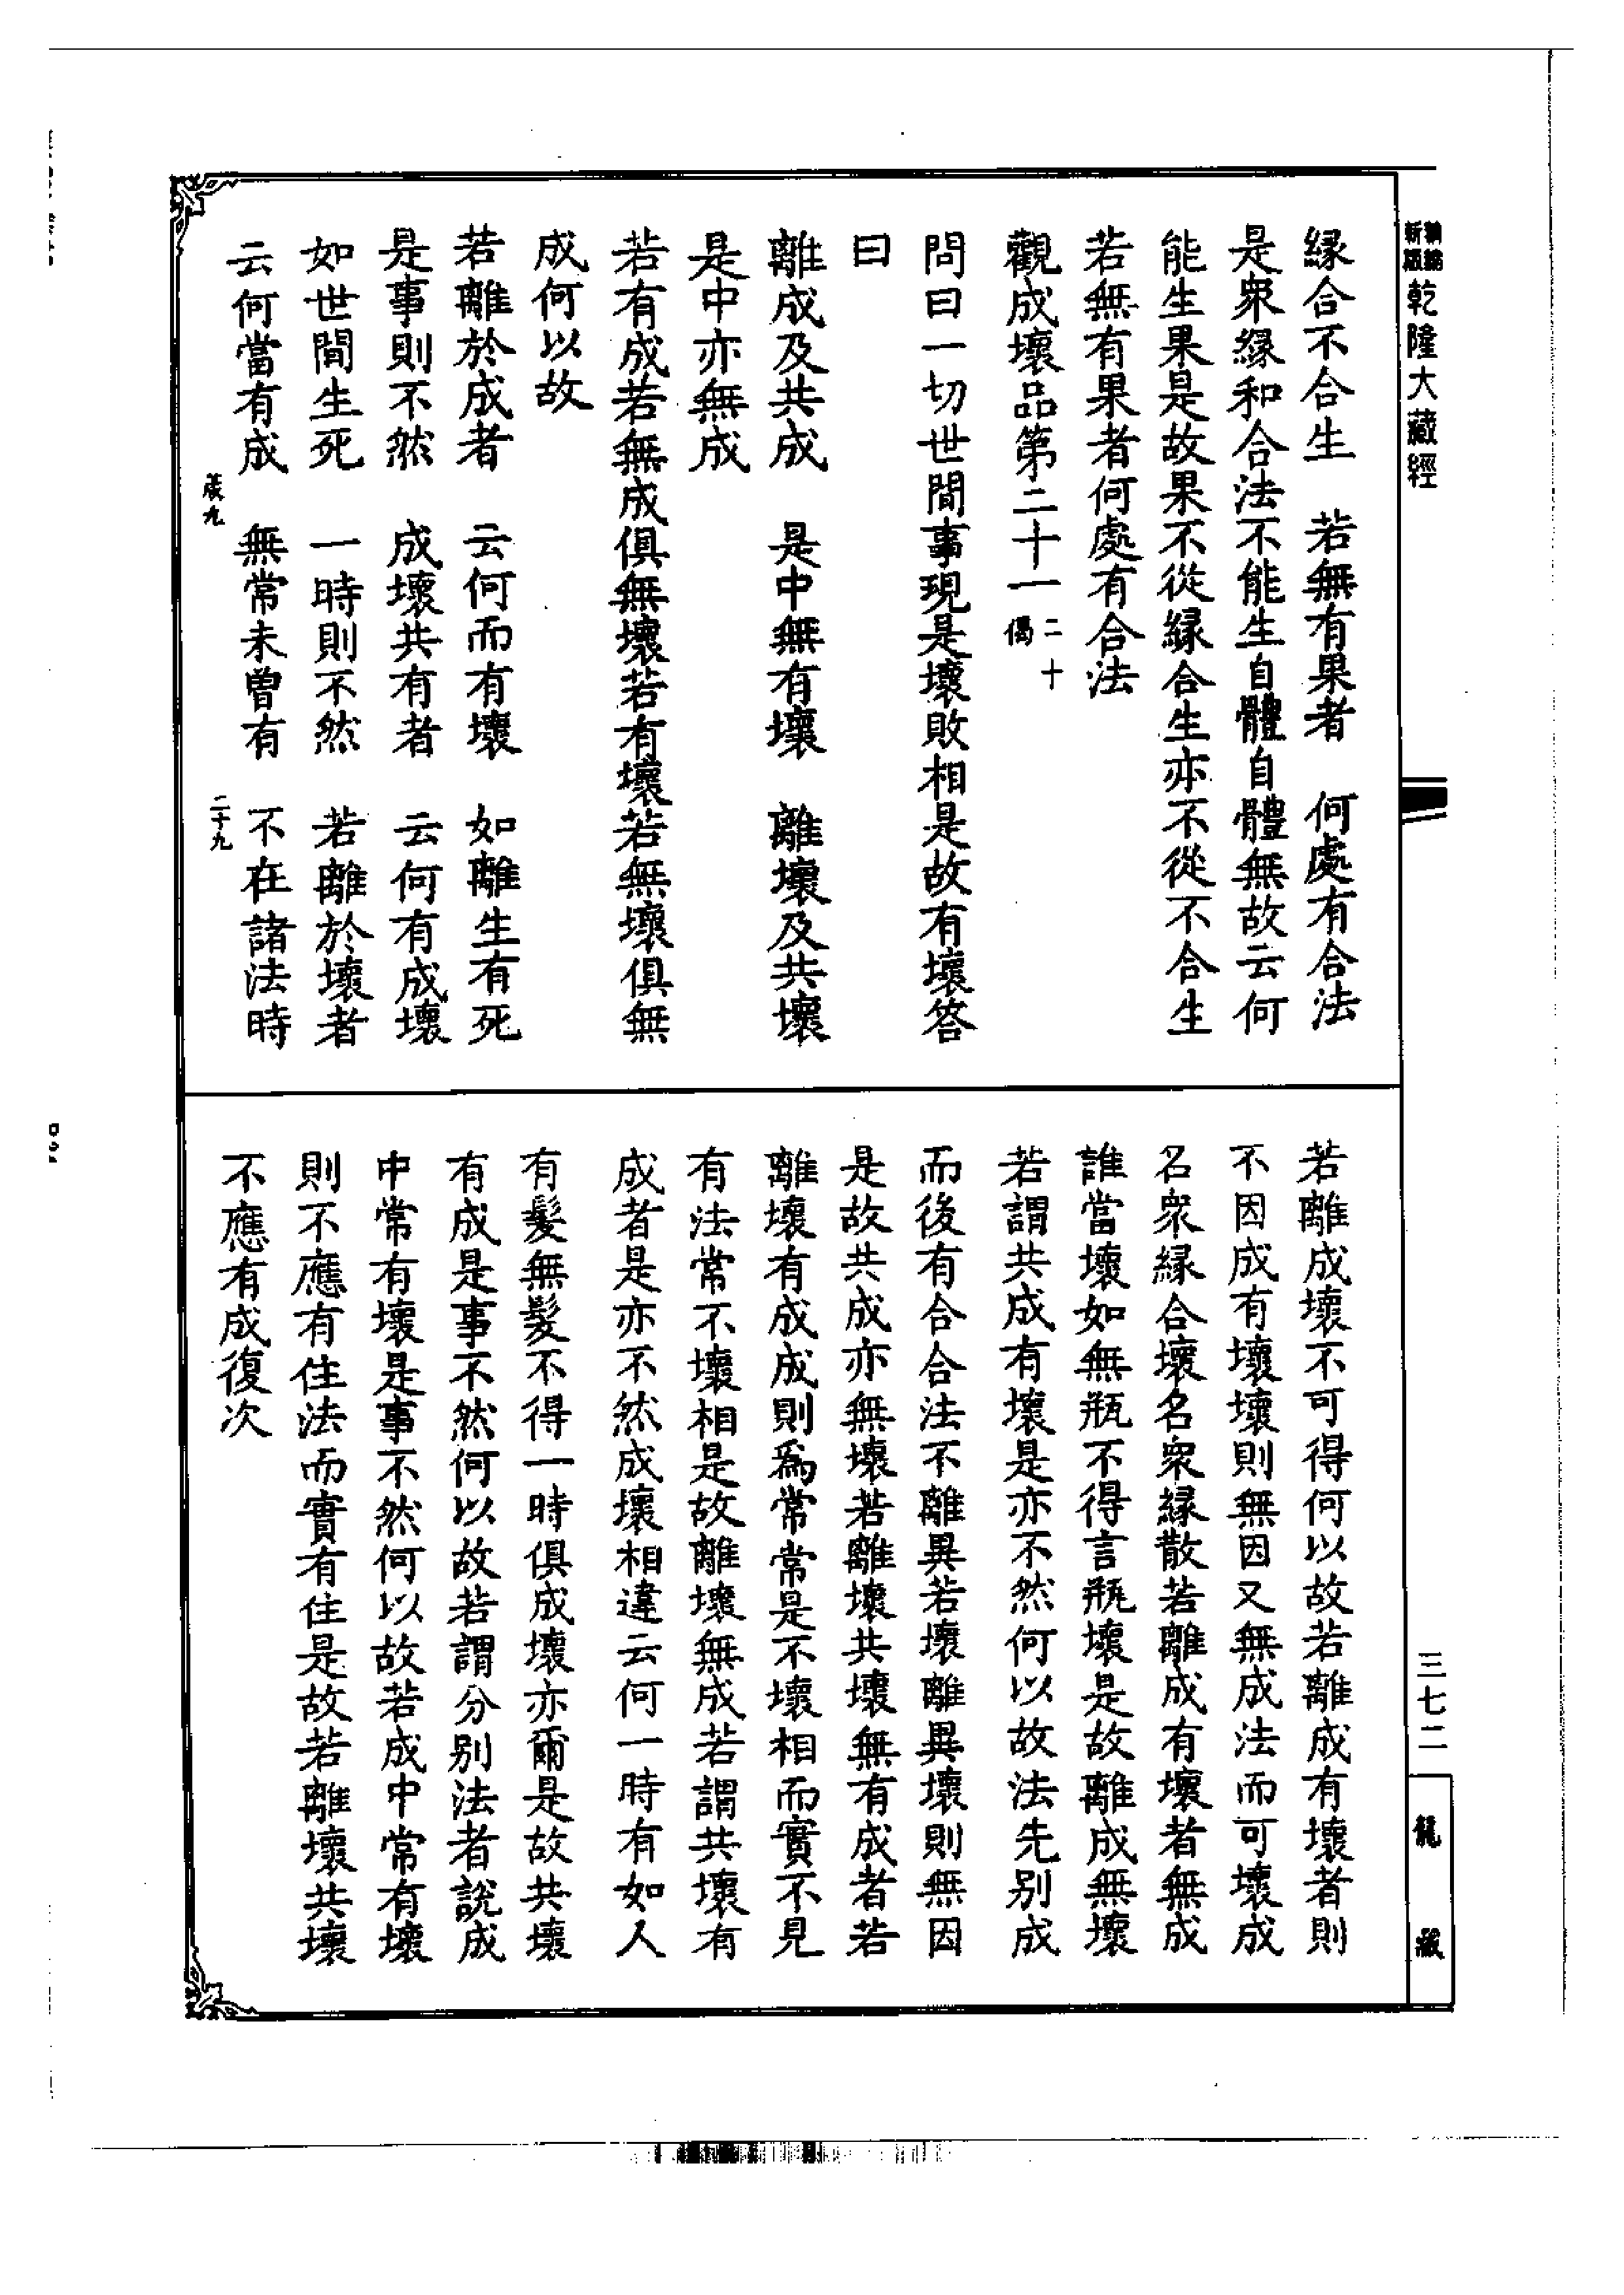 新編縮版乾隆大藏經
三七二
龍藏
緣合不合生　若無有果者　何處有合法
是衆緣和合法不能生自體自體無故云何
能生果是故果不從緣合生亦不從不合生
若無有果者何處有合法
觀成壞品第二十一二十偈
問曰一切世間事現是壞敗相是故有壞答
曰
離成及共成　是中無有壞　離壞及共壞
是中亦無成
若有成若無成俱無壞若有壞若無壞俱無
成何以故
若離於成者　云何而有壞　如離生有死
是事則不然　成壞共有者　云何有成壞
如世間生死　一時則不然　若離於壞者
云何當有成　無常未曾有　不在諸法時
二十九
若離成壞不可得何以故若離成有壞者則
不因成有壞壞則無因又無成法而可壞成
名衆緣合壞名衆緣散若離成有壞者無成
誰當壞如無瓶不得言瓶壞是故離成無壞
若謂共成有壞是亦不然何以故法先別成
而後有合合法不離異若壞離異壞則無因
是故共成亦無壞若離壞共壞無有成者若
離壞有成成則為常常是不壞相而實不見
有法常不壞相是故離壞無成若謂共壞有
成者是亦不然成壞相違云何一時有如人
有髮無髮不得一時俱成壞亦爾是故共壞
有成是事不然何以故若謂分別法者說成
中常有壞是事不然何以故若成中常有壞
則不應有住法而實有住是故若離壞共壞
不應有成復次